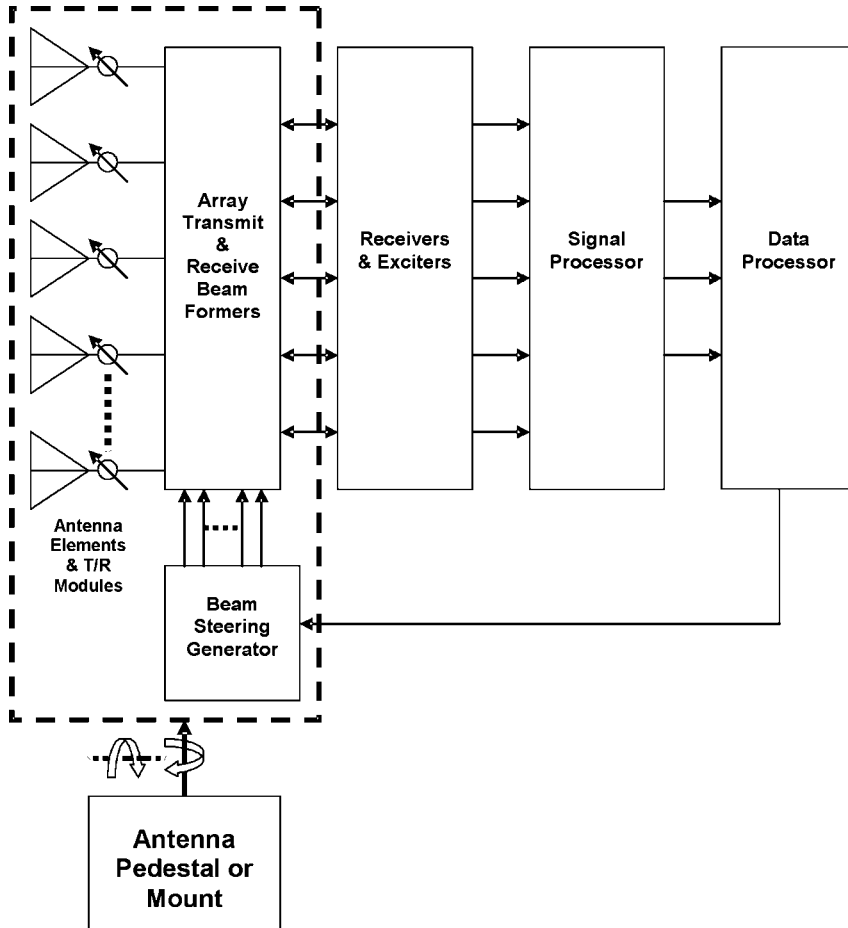 Array
Transmit
&
Receive
Beam
Formers
Receivers
& Exciters
Signal
Processor
Data
Processor
Antenna
Elements
& T/R
Modules
Beam
Steering
Generator
Antenna
Pedestal or
Mount